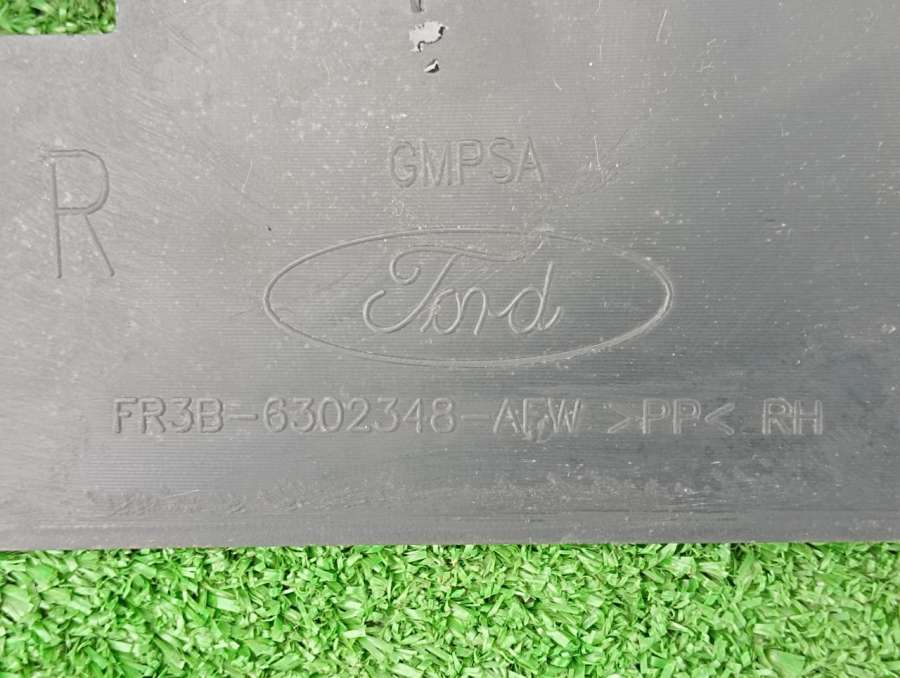 GMPSA
R
Ford
FR3B-6302348-AFW >PP< RH